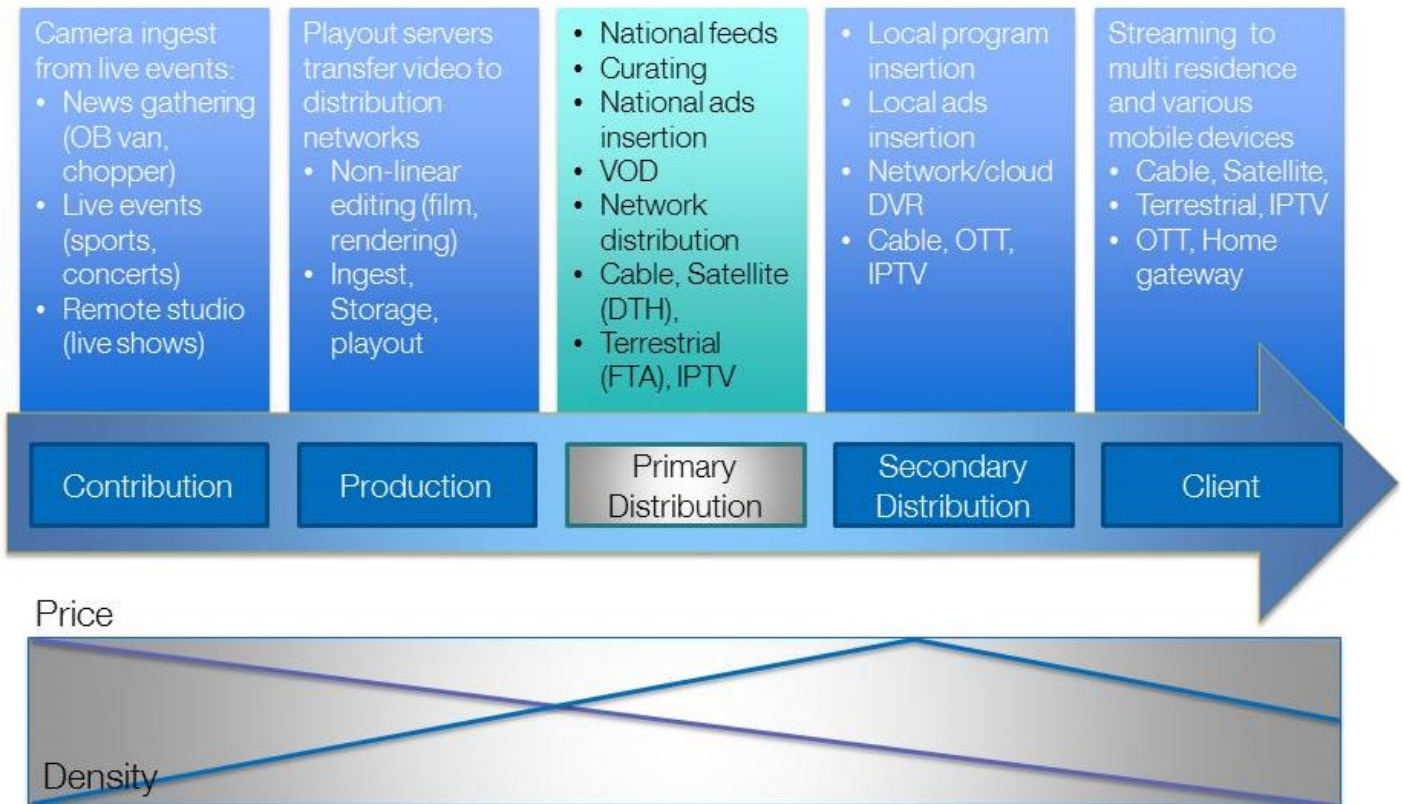 Camera ingest
from live events:
• News gathering
(OB van,
chopper)
• Live events
(sports,
concerts)
• Remote studio
(live shows)
Playout servers
transfer video to
distribution
networks
• Non-linear
editing (film,
rendering)
• Ingest,
Storage,
playout
• National feeds
• Curating
• National ads
insertion
• VOD
• Network
distribution
• Cable, Satellite
(DTH),
• Terrestrial
(FTA), IPTV
• Local program
insertion
• Local ads
insertion
• Network/cloud
DVR
• Cable, OTT,
IPTV
Streaming to
multi residence
and various
mobile devices
• Cable, Satellite,
• Terrestrial, IPTV
• OTT, Home
gateway
Contribution
Production
Primary
Distribution
Secondary
Distribution
Client
Price
Density